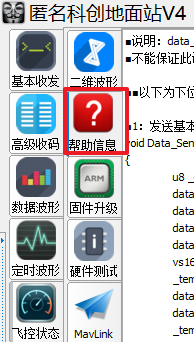 匿名科创地面站V4
基本收发
二维波形
高级收码
帮助信息
数据波形
ARM
固件升级
定时波形
硬件测试
飞控状态
MavLink
■说明：data_
■不能保证此
■■以下为下位
■1：发送基本
void Data_Sen
{
u8 _
data
data
data
data
vs16
_tem
data
data
_tem